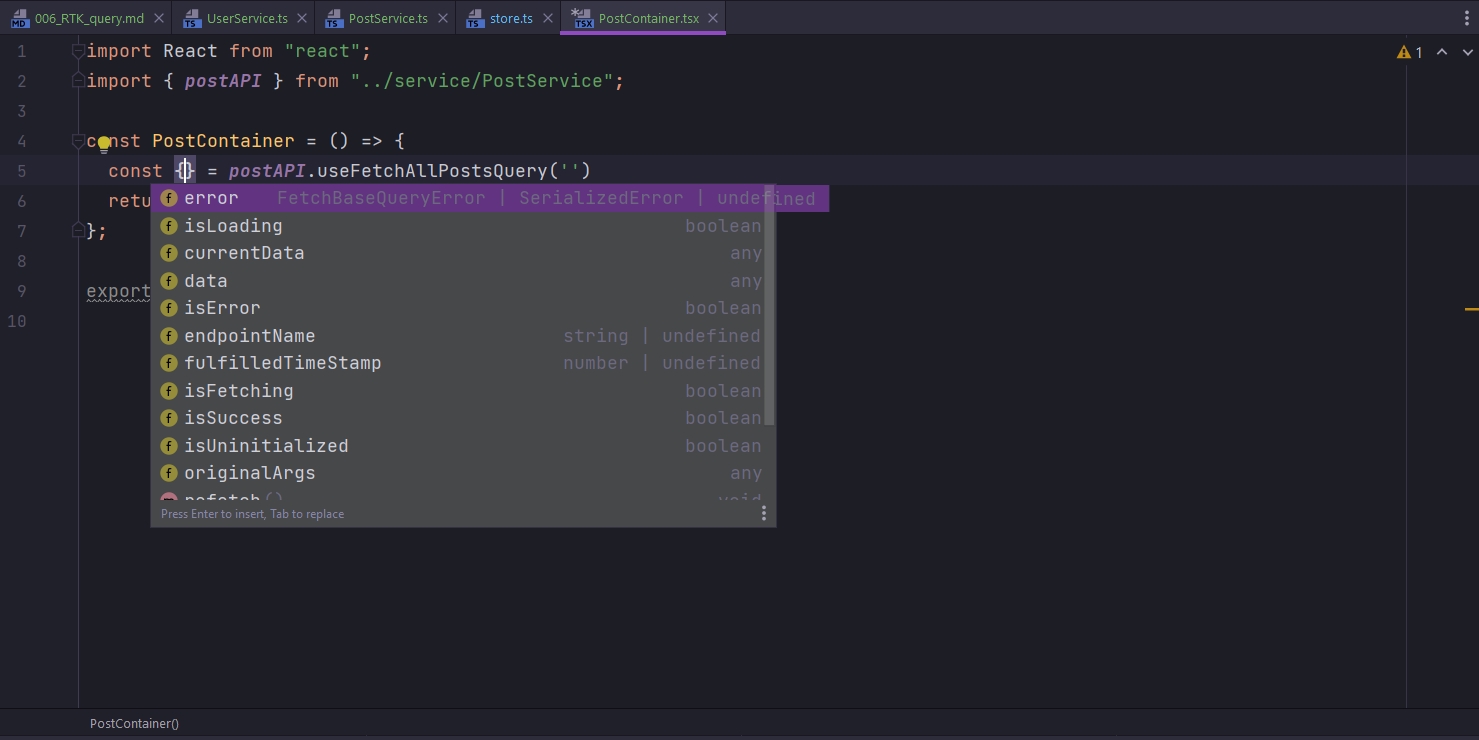 006_RTK_query.md UserService.ts PostService.ts store.ts PostContainer.tsx
1 import React from "react"; 1
2 import { postAPI } from "../service/PostService";
3
4 const PostContainer = () => {
5 const {} = postAPI.useFetchAllPostsQuery('')
6 retu
error FetchBaseQueryError | SerializedError | undefined
7 };
isLoading boolean
currentData any
8
data any
9 export
isError boolean
10
endpointName string | undefined
fulfilledTimeStamp number | undefined
isFetching boolean
isSuccess boolean
isUninitialized boolean
originalArgs any
refetch() void
Press Enter to insert, Tab to replace
PostContainer()